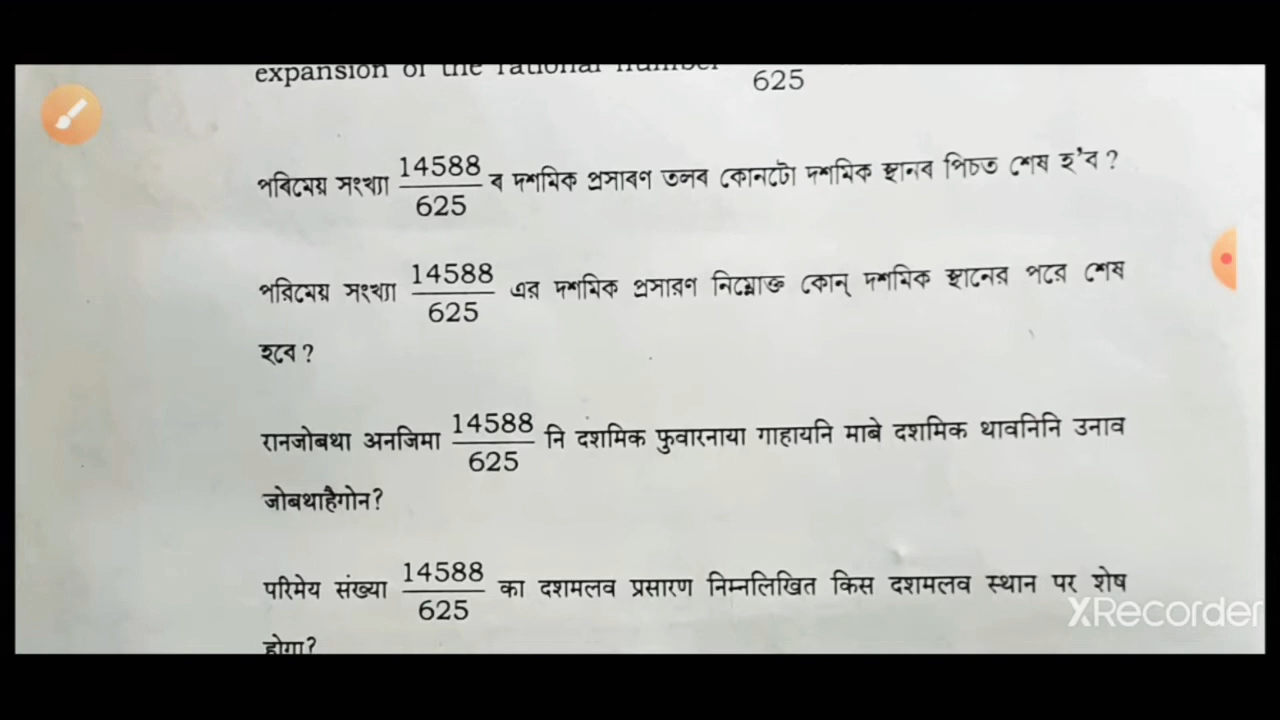 expansion of the rational number 625
পৰিমেয় সংখ্যা 14588/625 ৰ দশমিক প্ৰসাৰণ তলৰ কোনটো দশমিক স্থানৰ পিচত শেষ হ'ব ?
পরিমেয় সংখ্যা 14588/625 এর দশমিক প্রসারণ নিম্নোক্ত কোন্ দশমিক স্থানের পরে শেষ
হবে ?
रानजोबथा अनजिमा 14588/625 नि दशमिक फुवारनाया गाहायनि माबे दशमिक थावनिनि उनाव
जोबथाहैगोन?
परिमेय संख्या 14588/625 का दशमलव प्रसारण निम्नलिखित किस दशमलव स्थान पर शेष
होगा?
XRecorder